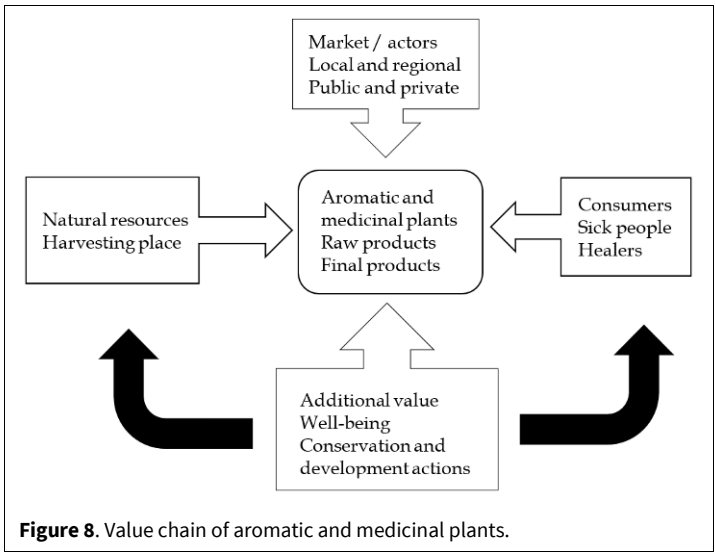 Market / actors
Local and regional
Public and private
Natural resources
Harvesting place
Aromatic and
medicinal plants
Raw products
Final products
Consumers
Sick people
Healers
Additional value
Well-being
Conservation and
development actions
Figure 8. Value chain of aromatic and medicinal plants.